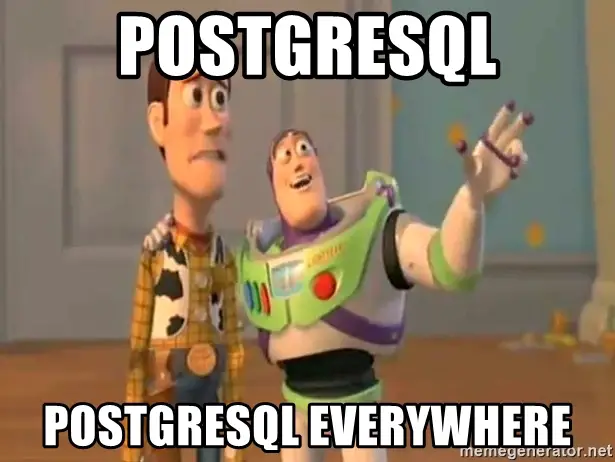 POSTGRESQL
POSTGRESQL EVERYWHERE
memegenerator.net